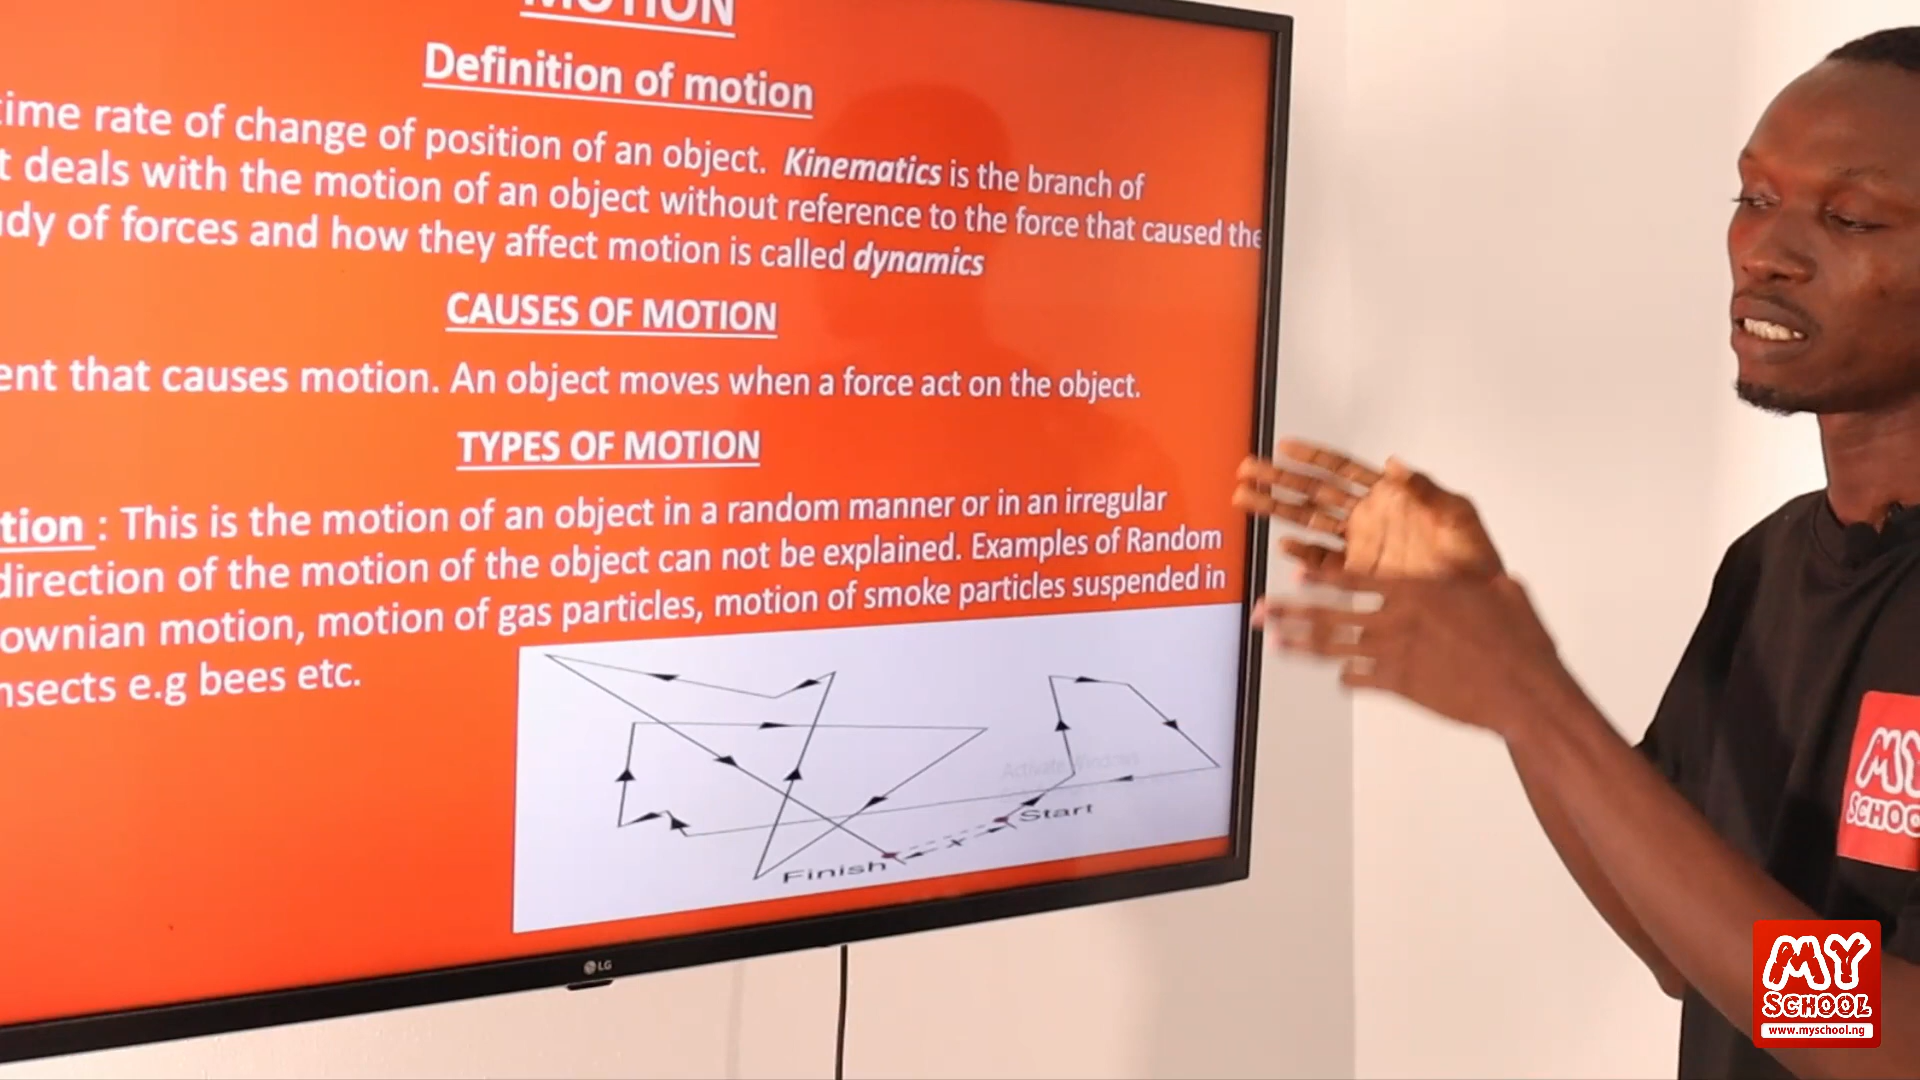 MOTION
Definition of motion
time rate of change of position of an object. Kinematics is the branch of
deals with the motion of an object without reference to the force that caused the
of forces and how they affect motion is called dynamics
CAUSES OF MOTION
that causes motion. An object moves when a force act on the object.
TYPES OF MOTION
: This is the motion of an object in a random manner or in an irregular
direction of the motion of the object can not be explained. Examples of Random
motion, motion of gas particles, motion of smoke particles suspended in
e.g bees etc.
Activate Windows
Start
x
Finish
LG
MY
SCHOOL
MY
SCHOOL
www.myschool.ng